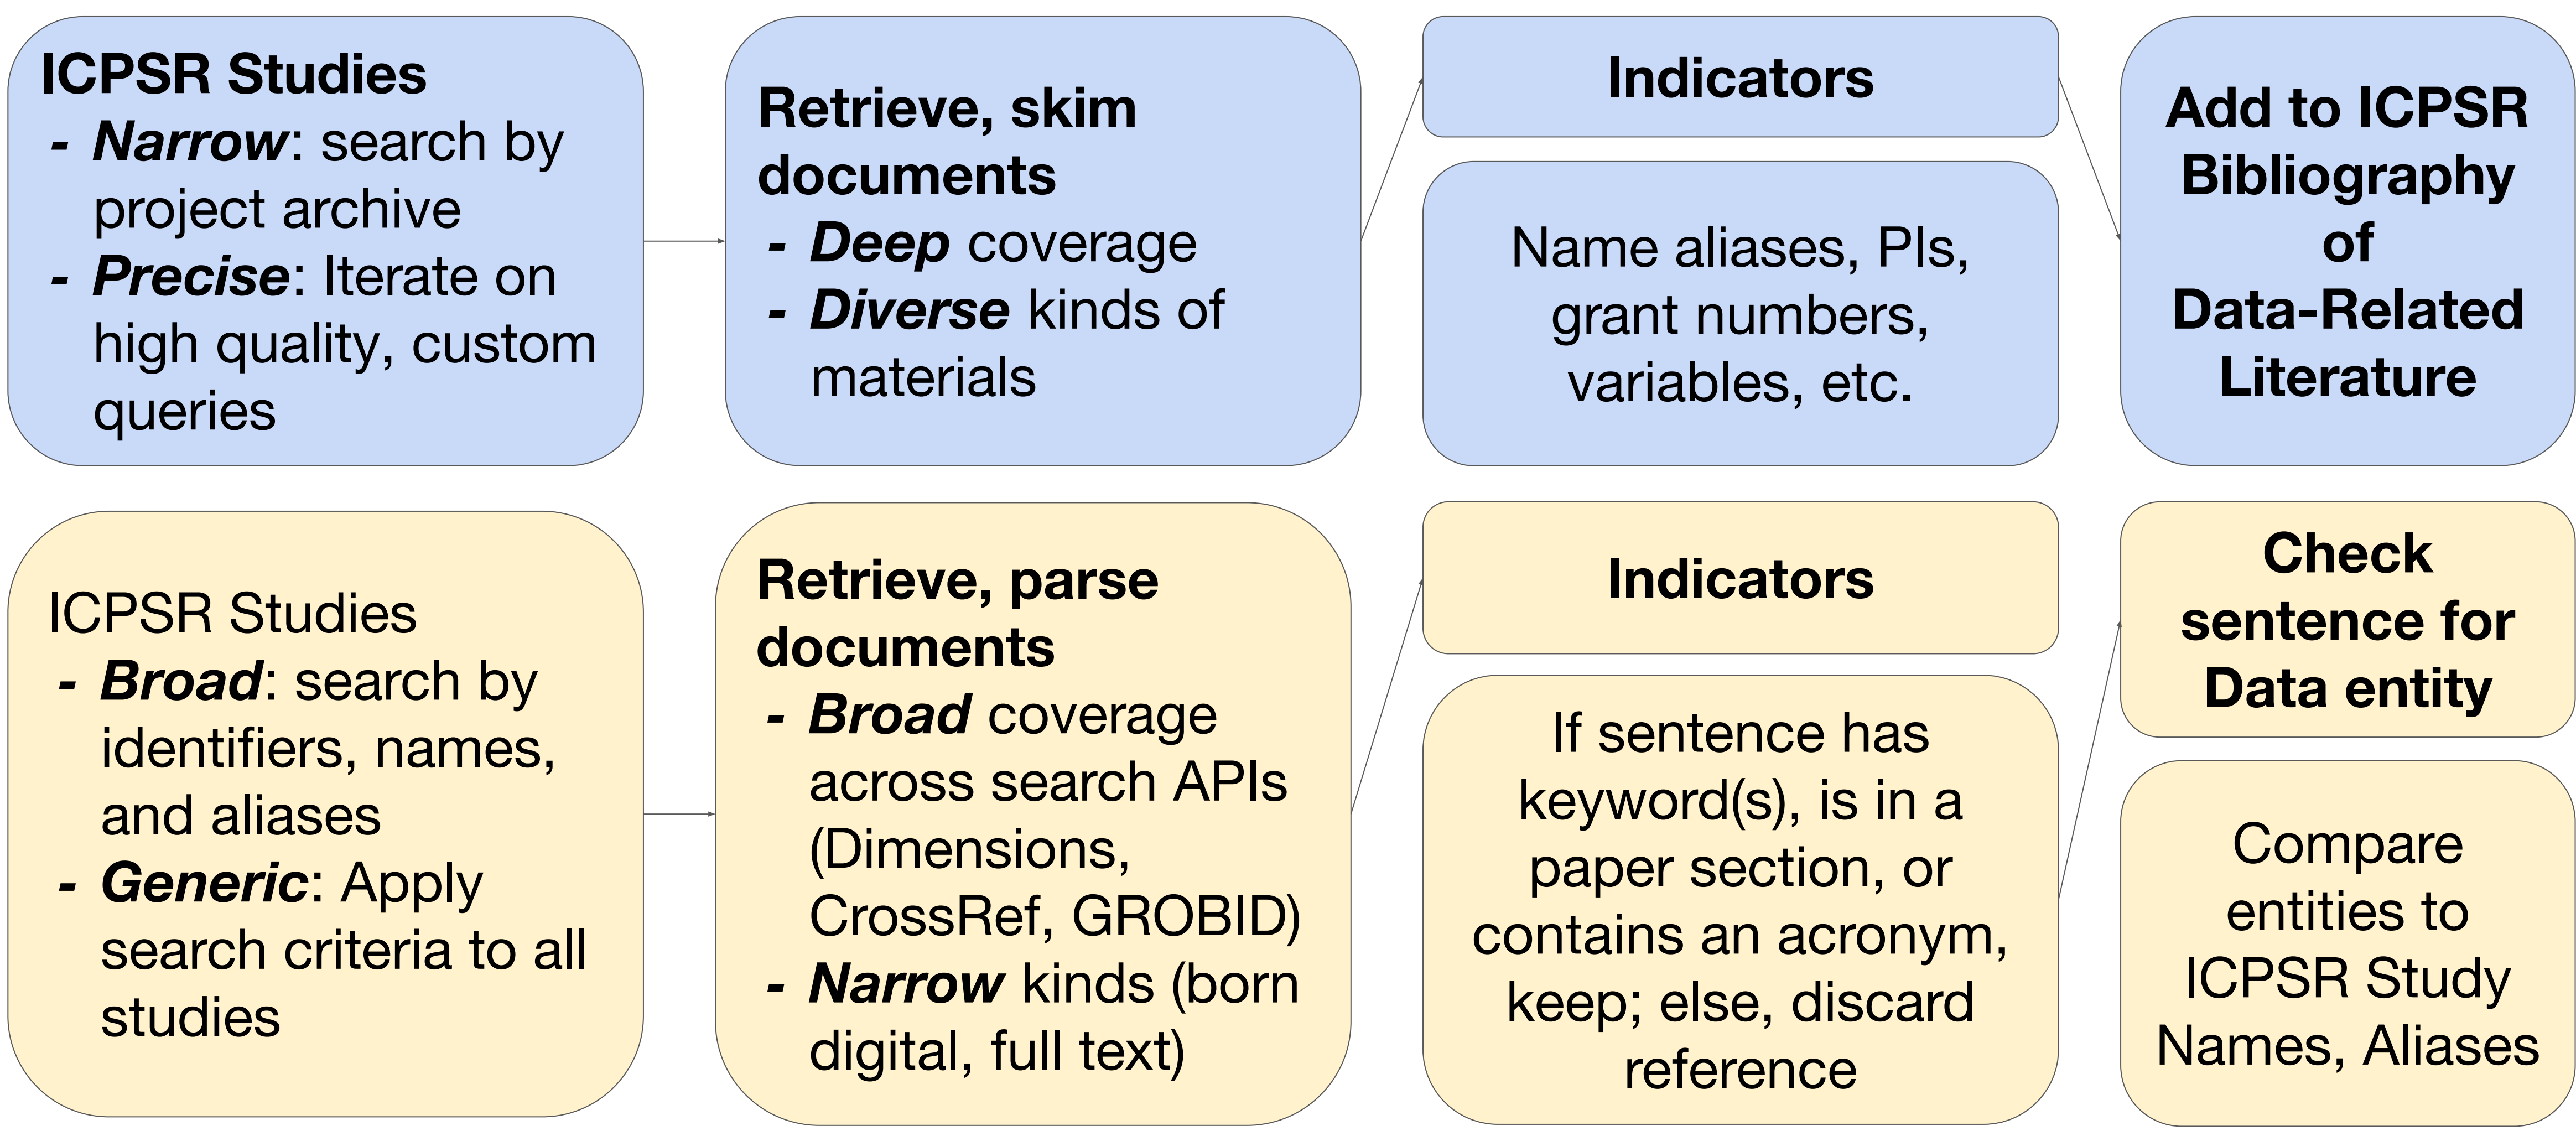 ICPSR Studies
- Narrow: search by
project archive
- Precise: Iterate on
high quality, custom
queries
Retrieve, skim
documents
- Deep coverage
- Diverse kinds of
materials
Indicators
Name aliases, PIs,
grant numbers,
variables, etc.
Add to ICPSR
Bibliography
of
Data-Related
Literature
ICPSR Studies
- Broad: search by
identifiers, names,
and aliases
- Generic: Apply
search criteria to all
studies
Retrieve, parse
documents
- Broad coverage
across search APIs
(Dimensions,
CrossRef, GROBID)
- Narrow kinds (born
digital, full text)
Indicators
If sentence has
keyword(s), is in a
paper section, or
contains an acronym,
keep; else, discard
reference
Check
sentence for
Data entity
Compare
entities to
ICPSR Study
Names, Aliases